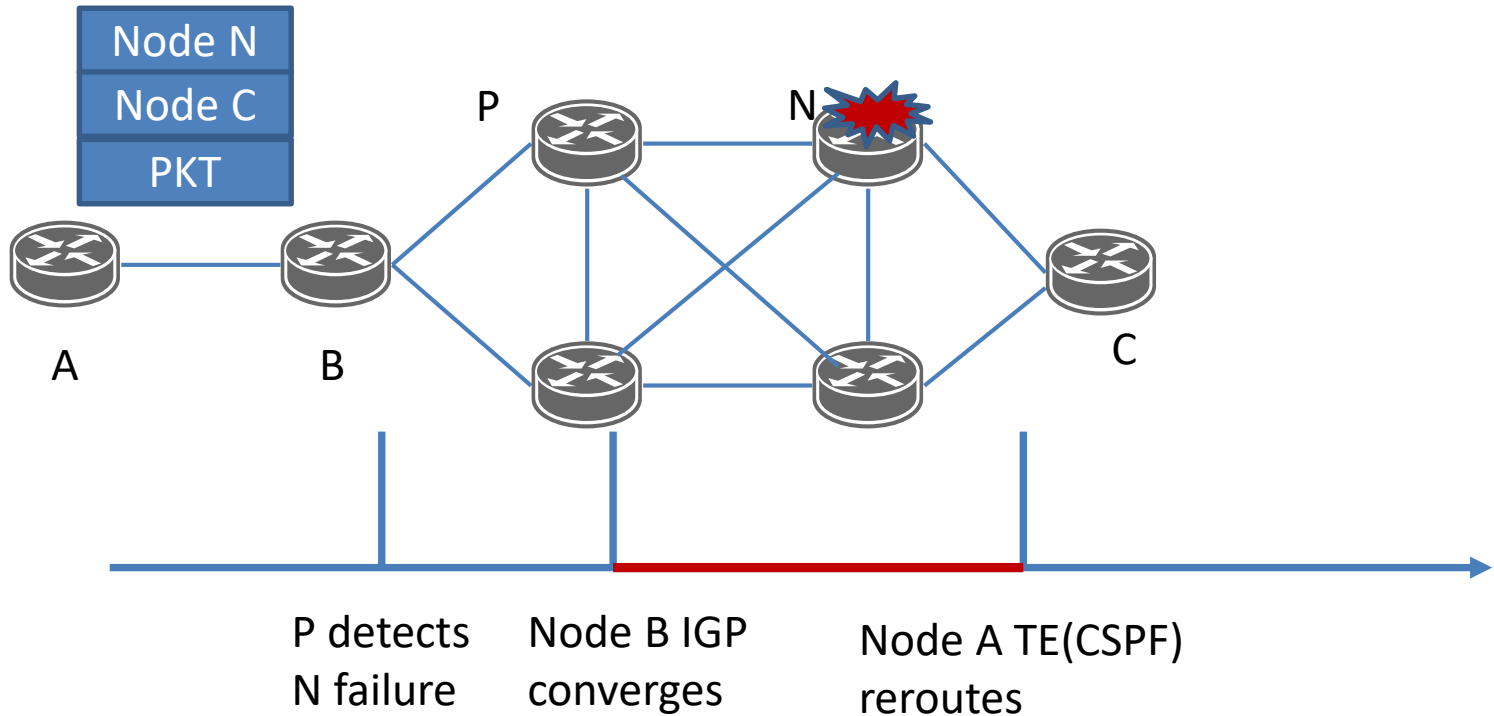 Node N
Node C
PKT
P
N
A
B
C
P detects
N failure
Node B IGP
converges
Node A TE(CSPF)
reroutes